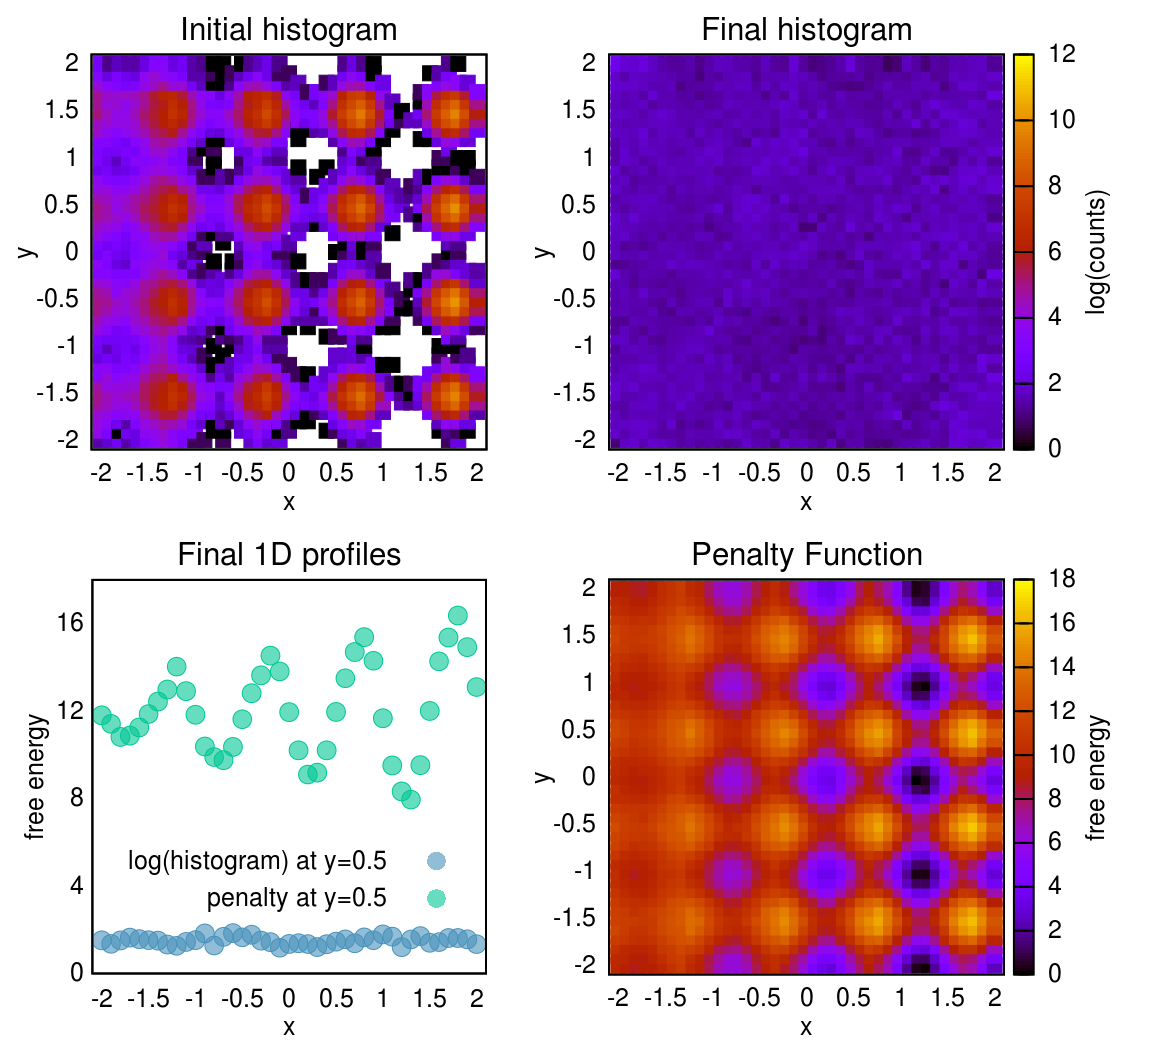 Initial histogram
2
1.5
1
0.5
0
-0.5
-1
-1.5
-2
y
-2 -1.5 -1 -0.5 0 0.5 1 1.5 2
x
Final histogram
2
1.5
1
0.5
0
-0.5
-1
-1.5
-2
y
-2 -1.5 -1 -0.5 0 0.5 1 1.5 2
x
12
10
8
6
4
2
0
log(counts)
Final 1D profiles
16
12
8
4
0
free energy
log(histogram) at y=0.5
penalty at y=0.5
-2 -1.5 -1 -0.5 0 0.5 1 1.5 2
x
Penalty Function
2
1.5
1
0.5
0
-0.5
-1
-1.5
-2
y
-2 -1.5 -1 -0.5 0 0.5 1 1.5 2
x
18
16
14
12
10
8
6
4
2
0
free energy